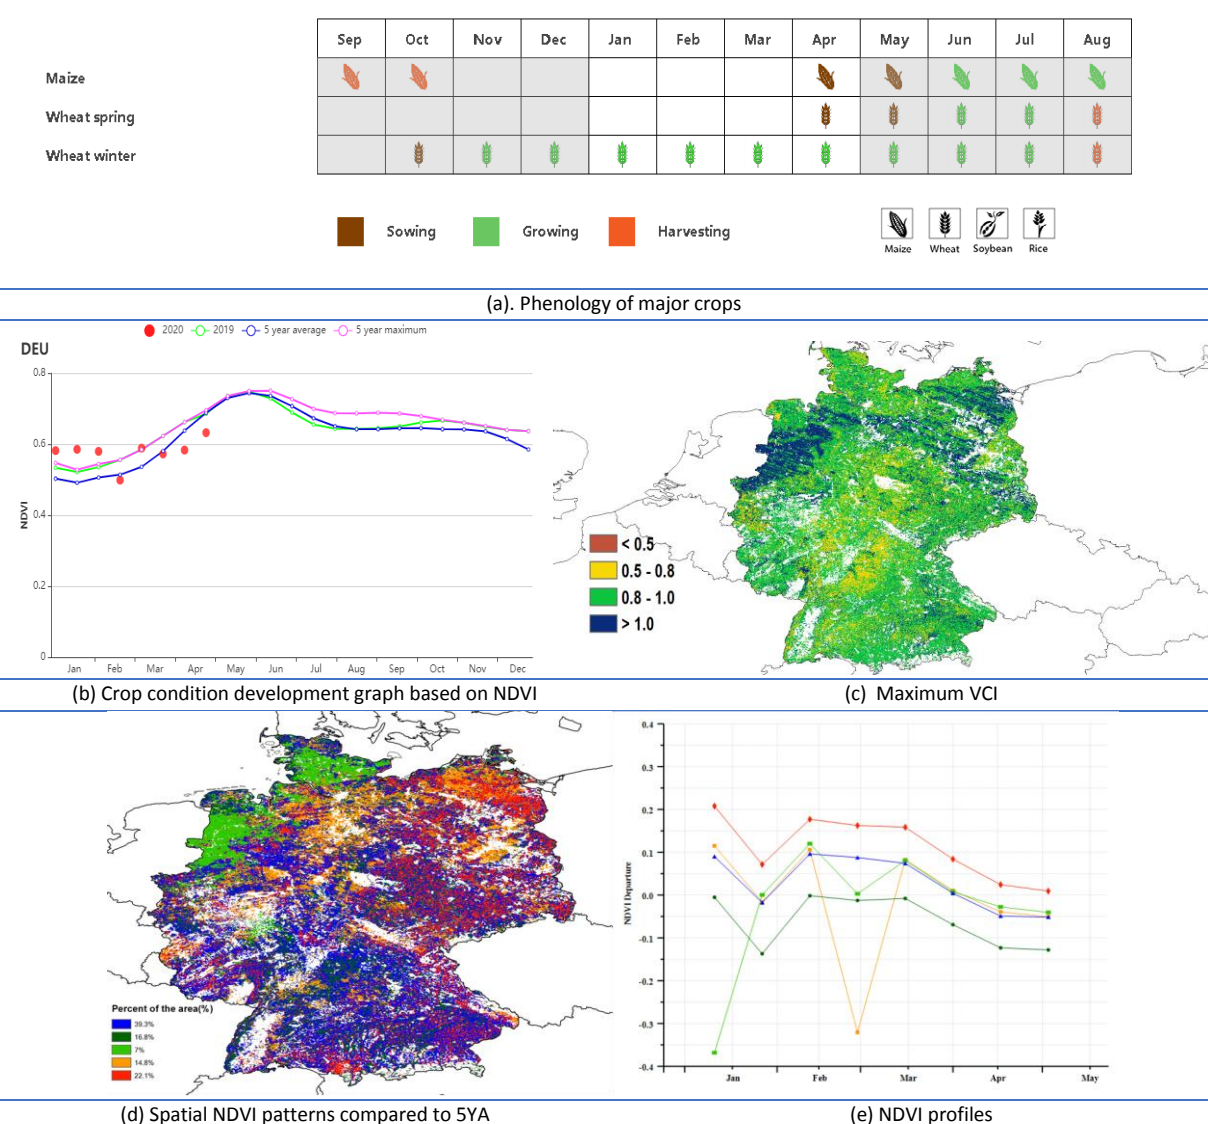 Sep Oct Nov Dec Jan Feb Mar Apr May Jun Jul Aug
Maize
Wheat spring
Wheat winter
Sowing Growing Harvesting
Maize Wheat Soybean Rice
(a). Phenology of major crops
2020 2019 5 year average 5 year maximum
DEU
0.8
0.6
0.4
0.2
0
NDVI
Jan Feb Mar Apr May Jun Jul Aug Sep Oct Nov Dec
< 0.5
0.5 - 0.8
0.8 - 1.0
> 1.0
(b) Crop condition development graph based on NDVI
(c) Maximum VCI
Percent of the area(%)
39.3%
16.8%
7%
14.8%
22.1%
0.4
0.3
0.2
0.1
0.0
-0.1
-0.2
-0.3
-0.4
NDVI Departure
Jan Feb Mar Apr May
(d) Spatial NDVI patterns compared to 5YA
(e) NDVI profiles